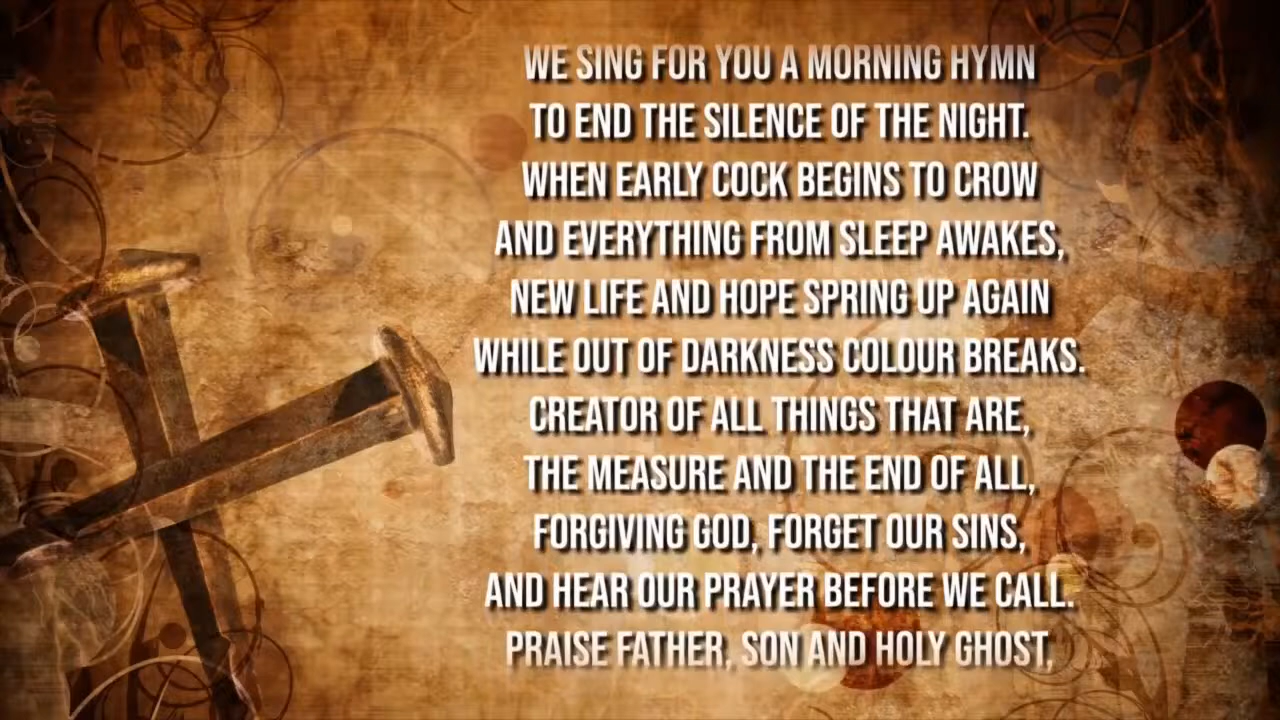 WE SING FOR YOU A MORNING HYMN
TO END THE SILENCE OF THE NIGHT.
WHEN EARLY COCK BEGINS TO CROW
AND EVERYTHING FROM SLEEP AWAKES,
NEW LIFE AND HOPE SPRING UP AGAIN
WHILE OUT OF DARKNESS COLOUR BREAKS.
CREATOR OF ALL THINGS THAT ARE,
THE MEASURE AND THE END OF ALL,
FORGIVING GOD, FORGET OUR SINS,
AND HEAR OUR PRAYER BEFORE WE CALL.
PRAISE FATHER, SON AND HOLY GHOST,